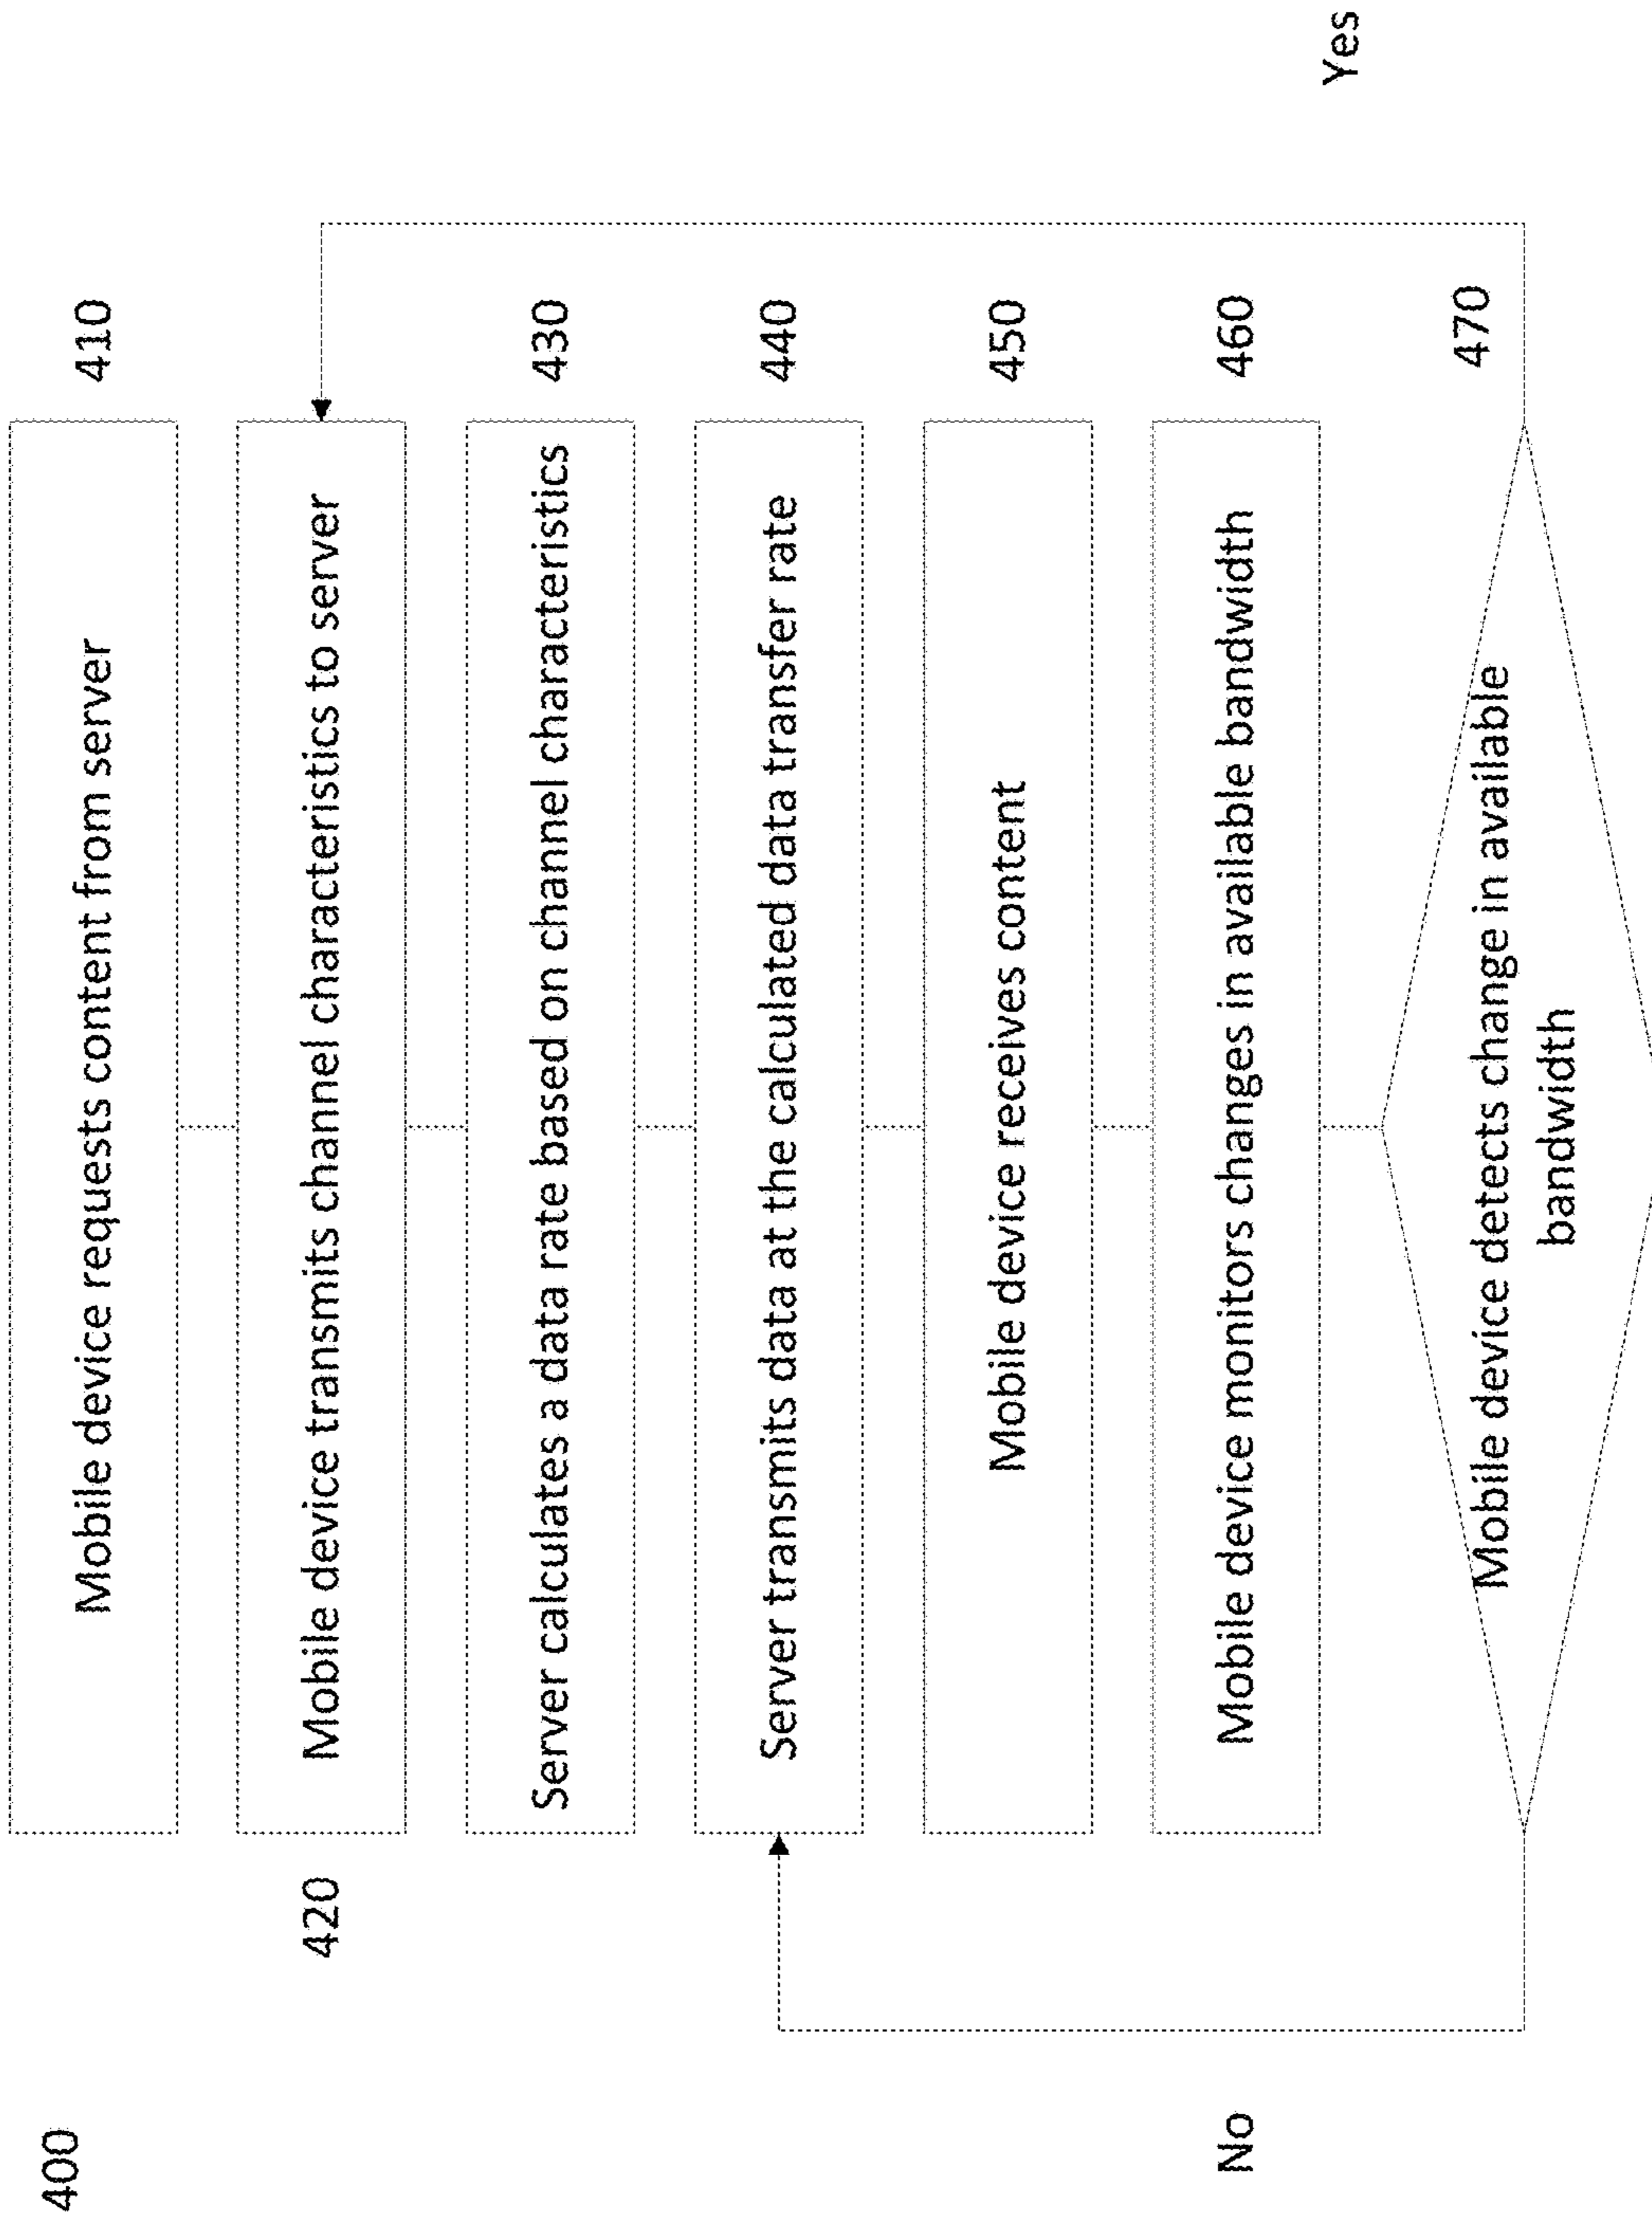 400
Mobile device requests content from server
410
420
Mobile device transmits channel characteristics to server
Server calculates a data rate based on channel characteristics
430
Server transmits data at the calculated data transfer rate
440
Mobile device receives content
450
Mobile device monitors changes in available bandwidth
460
No
Yes
470
Mobile device detects change in available
bandwidth